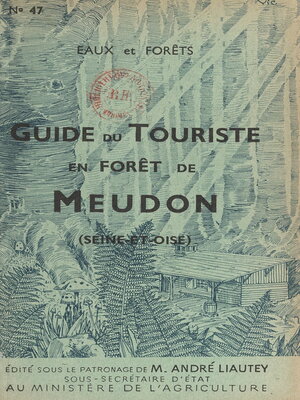 No 47
EAUX et FORÊTS
GUIDE DU TOURISTE
EN FORÊT DE
MEUDON
(SEINE-ET-OISE)
ÉDITÉ SOUS LE PATRONAGE DE M. ANDRÉ LIAUTEY
SOUS-SECRÉTAIRE D'ÉTAT
AU MINISTÈRE DE L'AGRICULTURE